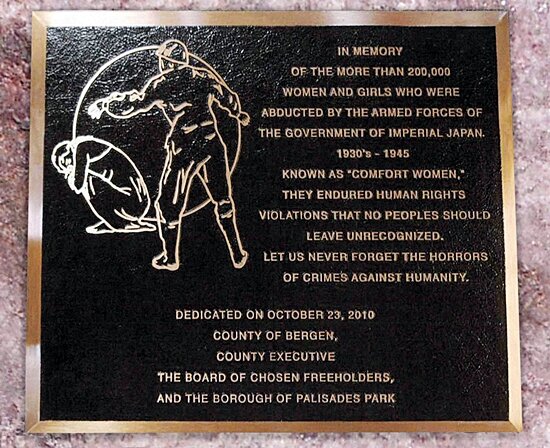 IN MEMORY
OF THE MORE THAN 200,000
WOMEN AND GIRLS WHO WERE
ABDUCTED BY THE ARMED FORCES OF
THE GOVERNMENT OF IMPERIAL JAPAN.
1930's - 1945
KNOWN AS "COMFORT WOMEN,"
THEY ENDURED HUMAN RIGHTS
VIOLATIONS THAT NO PEOPLES SHOULD
LEAVE UNRECOGNIZED.
LET US NEVER FORGET THE HORRORS
OF CRIMES AGAINST HUMANITY.
DEDICATED ON OCTOBER 23, 2010
COUNTY OF BERGEN,
COUNTY EXECUTIVE
THE BOARD OF CHOSEN FREEHOLDERS,
AND THE BOROUGH OF PALISADES PARK